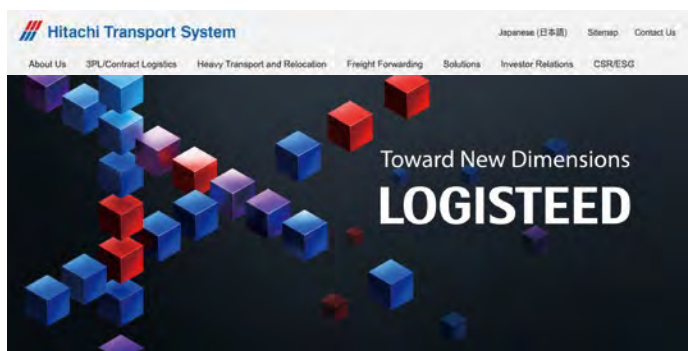 Hitachi Transport System
Japanese (日本語) Sitemap Contact Us
About Us 3PL/Contract Logistics Heavy Transport and Relocation Freight Forwarding Solutions Investor Relations CSR/ESG
Toward New Dimensions
LOGISTEED